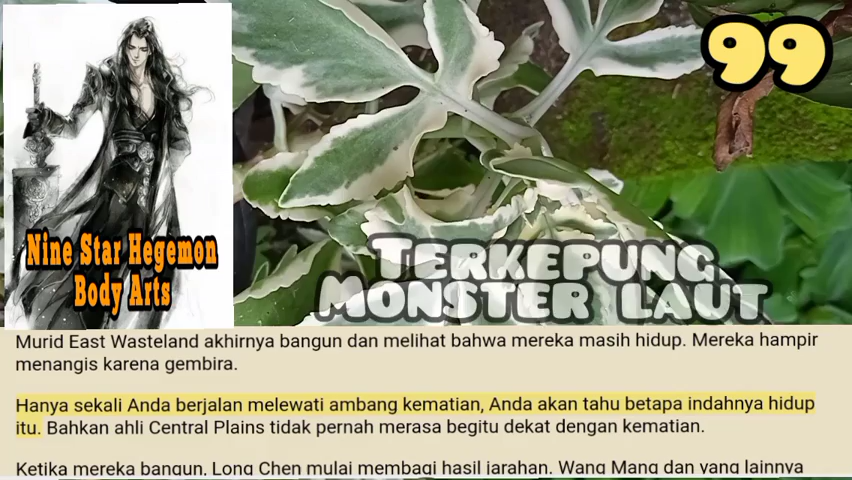 99
Nine Star Hegemon
Body Arts
TERKEPUNG
MONSTER LAUT
Murid East Wasteland akhirnya bangun dan melihat bahwa mereka masih hidup. Mereka hampir
menangis karena gembira.
Hanya sekali Anda berjalan melewati ambang kematian, Anda akan tahu betapa indahnya hidup
itu. Bahkan ahli Central Plains tidak pernah merasa begitu dekat dengan kematian.
Ketika mereka bangun, Long Chen mulai membagi hasil jarahan. Wang Mang dan yang lainnya